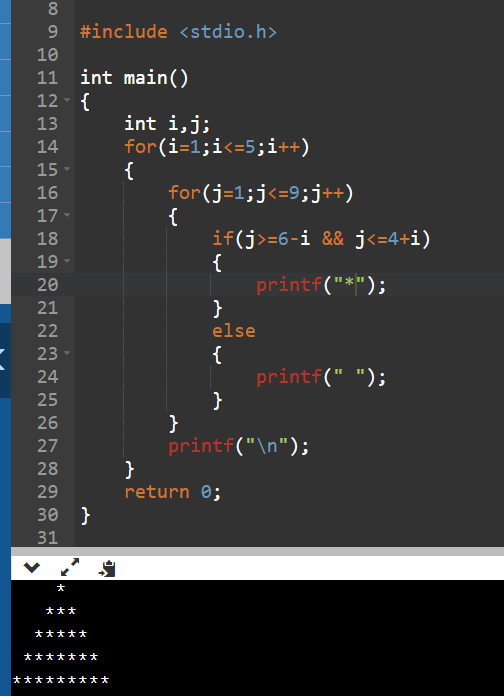 8
9 #include <stdio.h>
10
11 int main()
12 {
13     int i,j;
14     for(i=1;i<=5;i++)
15     {
16         for(j=1;j<=9;j++)
17         {
18             if(j>=6-i && j<=4+i)
19             {
20                 printf("*");
21             }
22             else
23             {
24                 printf(" ");
25             }
26         }
27         printf("\n");
28     }
29     return 0;
30 }
31
    *
   ***
  *****
 *******
*********